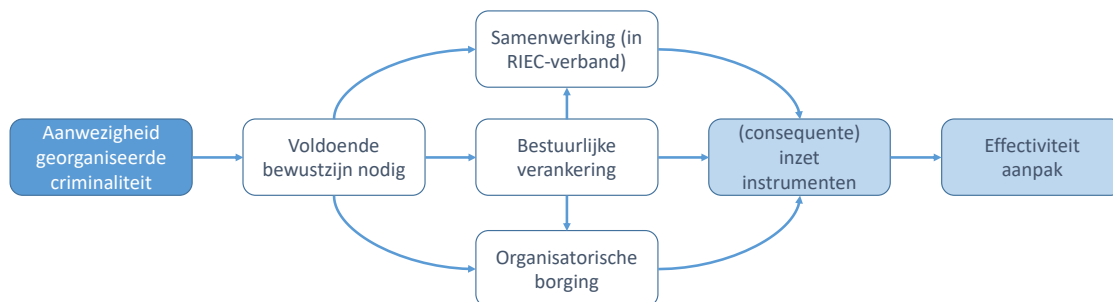 Samenwerking (in
RIEC-verband)
Aanwezigheid
georganiseerde
criminaliteit
Voldoende
bewustzijn nodig
Bestuurlijke
verankering
(consequente)
inzet
instrumenten
Effectiviteit
aanpak
Organisatorische
borging